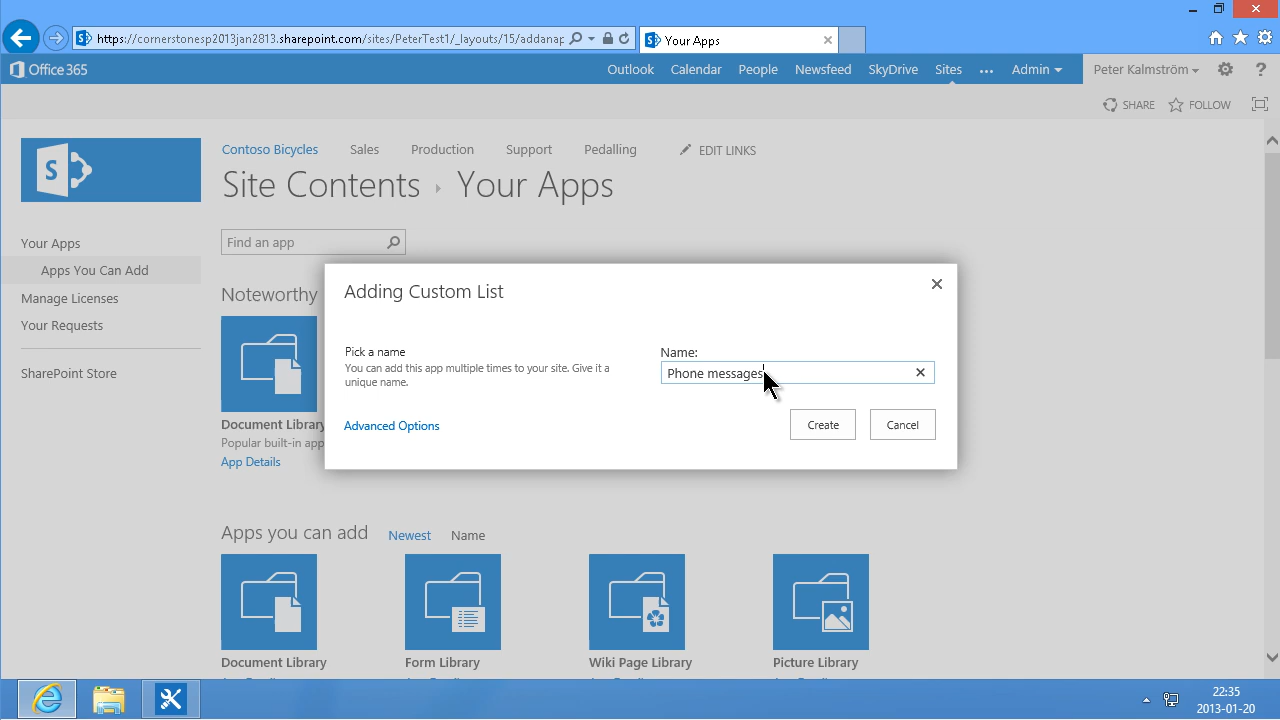 https://cornerstonesp2013jan2813.sharepoint.com/sites/PeterTest1/_layouts/15/addanap
Your Apps
Office 365
Outlook Calendar People Newsfeed SkyDrive Sites ... Admin Peter Kalmström ?
SHARE FOLLOW
Contoso Bicycles Sales Production Support Pedalling EDIT LINKS
Site Contents Your Apps
Find an app
Your Apps
Apps You Can Add
Manage Licenses
Your Requests
SharePoint Store
Noteworthy
Document Library
Popular built-in app
App Details
Adding Custom List
Pick a name
You can add this app multiple times to your site. Give it a
unique name.
Name:
Phone messages
Advanced Options
Create Cancel
Apps you can add Newest Name
Document Library Form Library Wiki Page Library Picture Library
22:35
2013-01-20